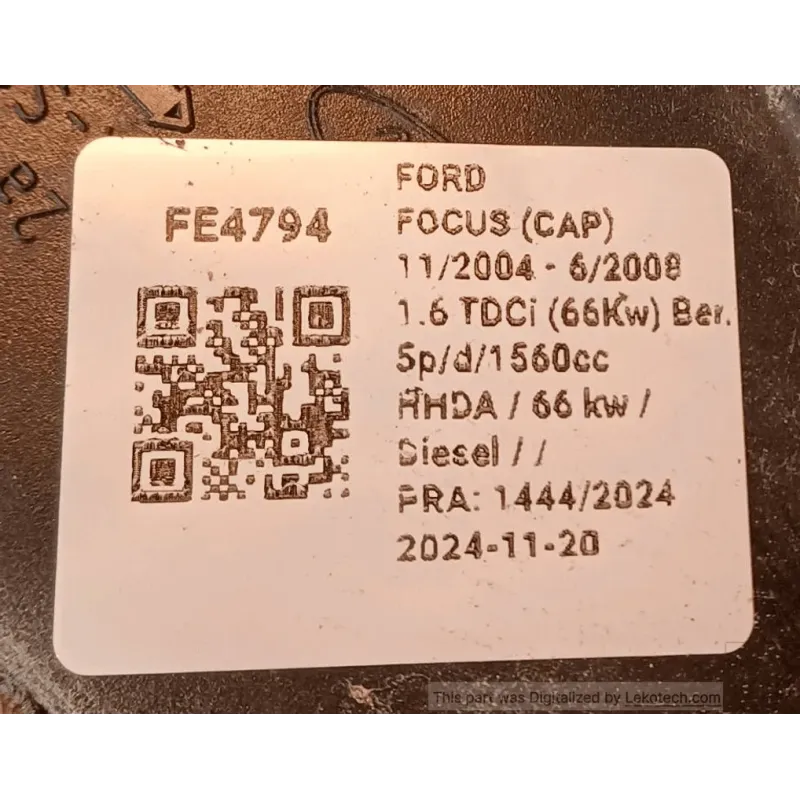 FE4794
FORD
FOCUS (CAP)
11/2004 - 6/2008
1.6 TDCi (66Kw) Ber.
5p/d/1560cc
HHDA / 66 kw /
Diesel / /
PRA: 1444/2024
2024-11-20
This part was Digitalized by Lekotech.com